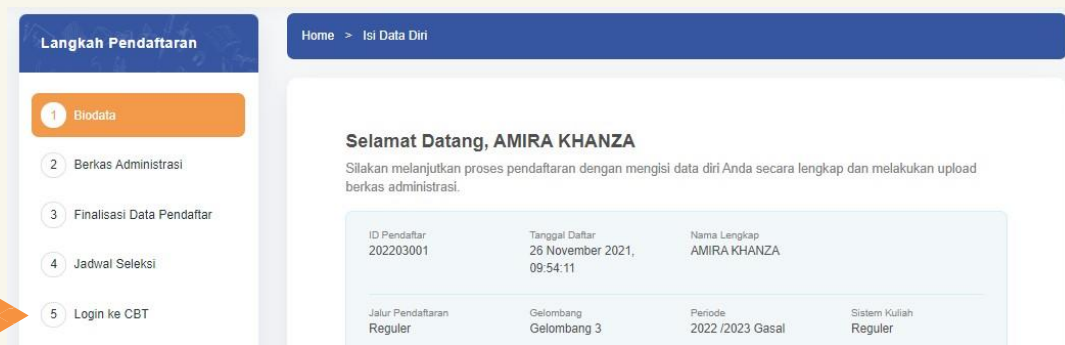 Langkah Pendaftaran
1 Biodata
2 Berkas Administrasi
3 Finalisasi Data Pendaftar
4 Jadwal Seleksi
5 Login ke CBT
Home > Isi Data Diri
Selamat Datang, AMIRA KHANZA
Silakan melanjutkan proses pendaftaran dengan mengisi data diri Anda secara lengkap dan melakukan upload
berkas administrasi.
ID Pendaftar
202203001
Tanggal Daftar
26 November 2021,
09:54:11
Nama Lengkap
AMIRA KHANZA
Jalur Pendaftaran
Reguler
Gelombang
Gelombang 3
Periode
2022 /2023 Gasal
Sistem Kuliah
Reguler